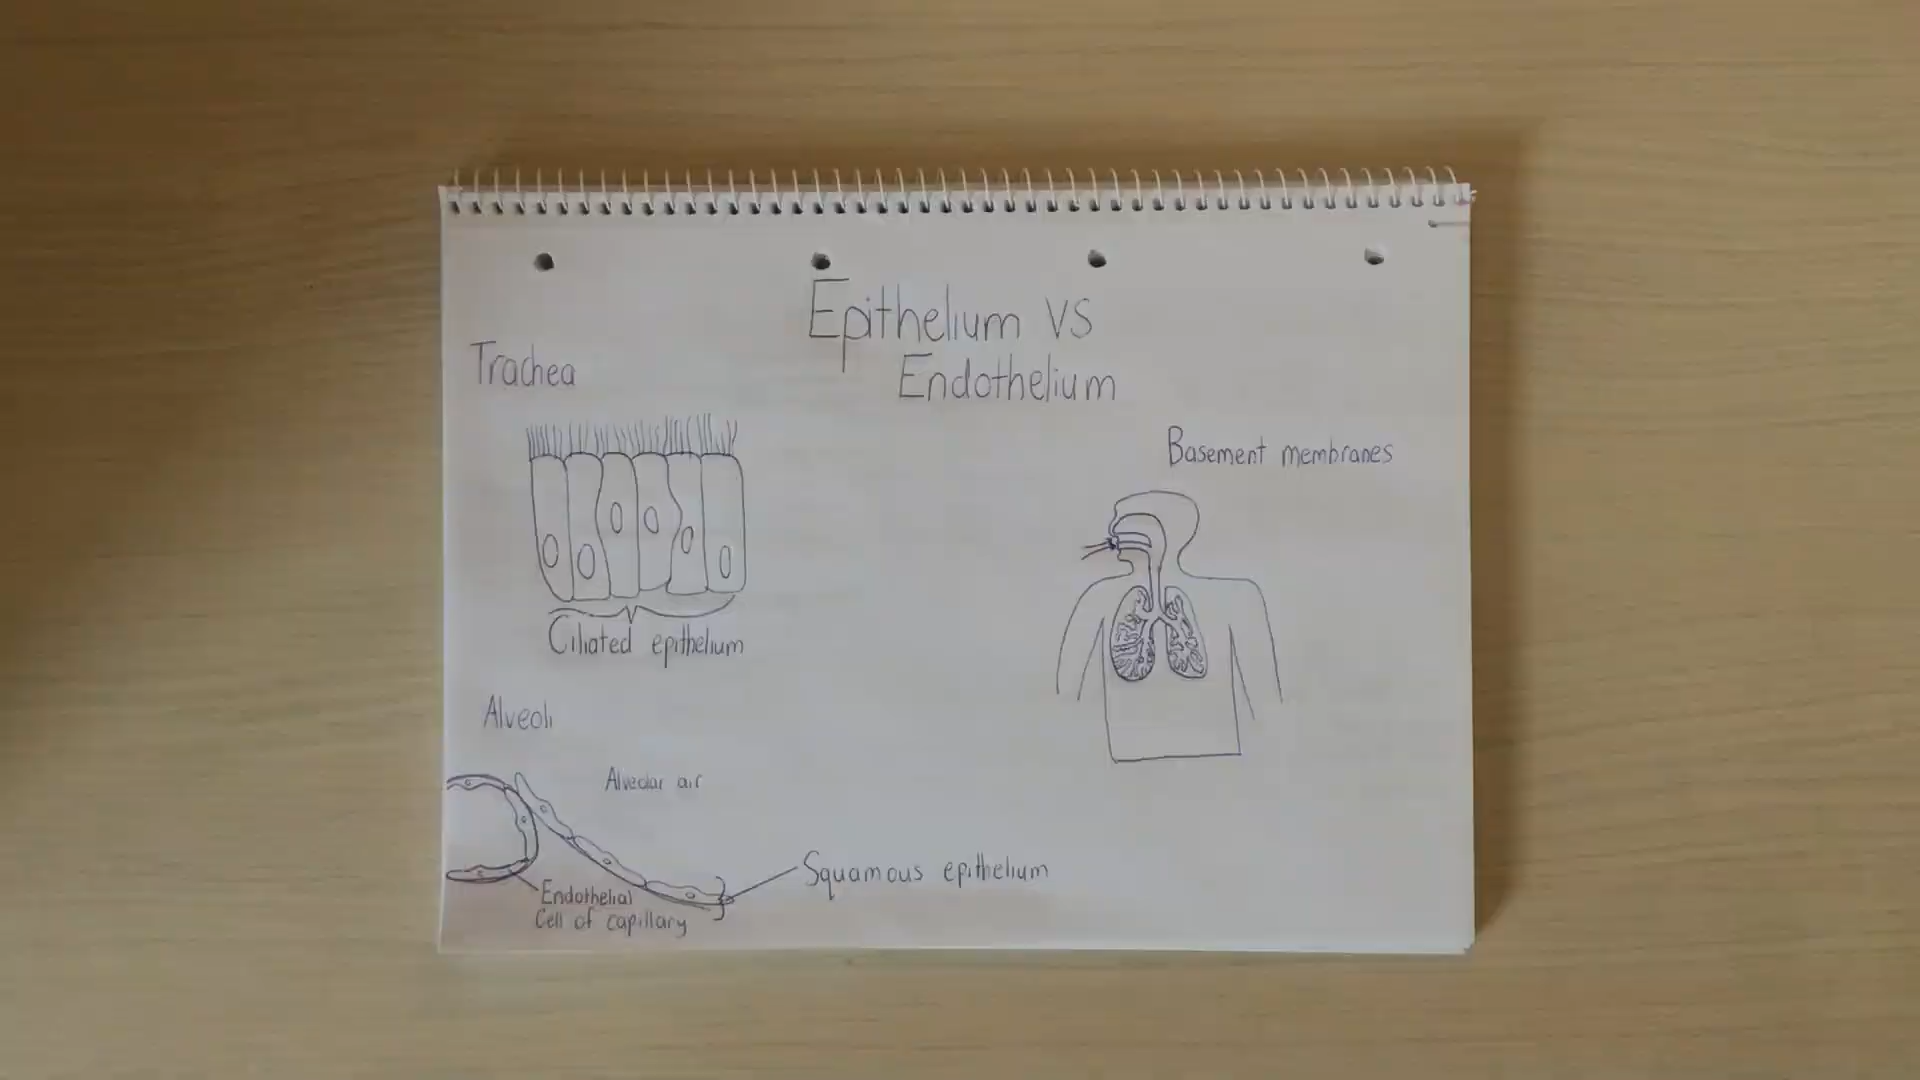 Epithelium vs
Endothelium
Trachea
Basement membranes
Ciliated epithelium
Alveoli
Alveolar air
Squamous epithelium
Endothelial
Cell of capillary